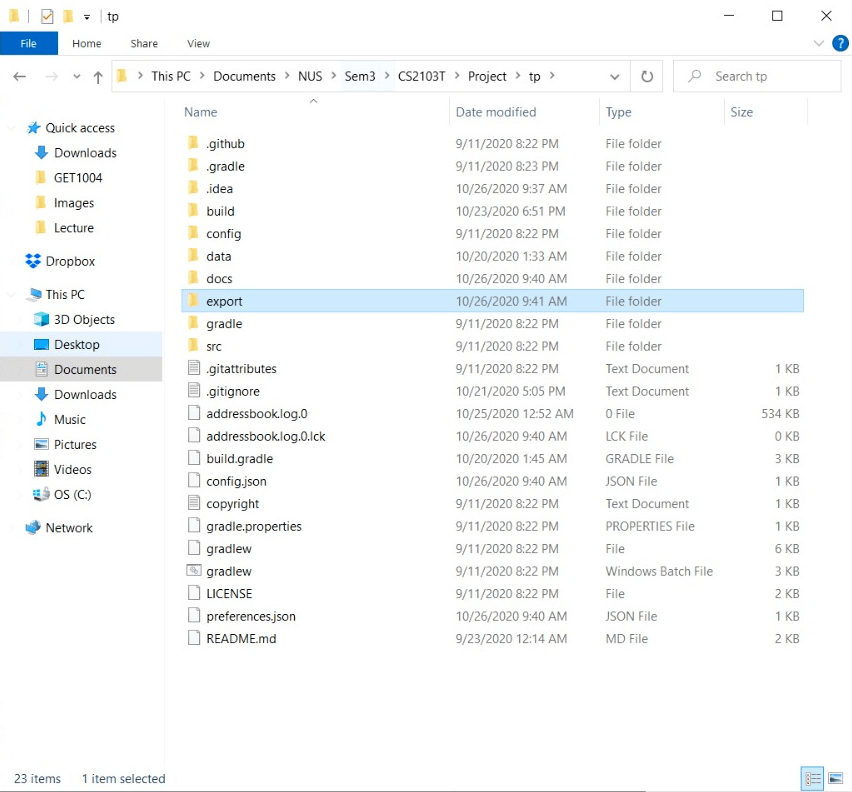 tp
File Home Share View
This PC > Documents > NUS > Sem3 > CS2103T > Project > tp > Search tp
Name Date modified Type Size
Quick access
Downloads
GET1004
Images
Lecture
Dropbox
This PC
3D Objects
Desktop
Documents
Downloads
Music
Pictures
Videos
OS (C:)
Network
.github 9/11/2020 8:22 PM File folder
.gradle 9/11/2020 8:23 PM File folder
.idea 10/26/2020 9:37 AM File folder
build 10/23/2020 6:51 PM File folder
config 9/11/2020 8:22 PM File folder
data 10/20/2020 1:33 AM File folder
docs 10/26/2020 9:40 AM File folder
export 10/26/2020 9:41 AM File folder
gradle 9/11/2020 8:22 PM File folder
src 9/11/2020 8:22 PM File folder
.gitattributes 9/11/2020 8:22 PM Text Document 1 KB
.gitignore 10/21/2020 5:05 PM Text Document 1 KB
addressbook.log.0 10/25/2020 12:52 AM 0 File 534 KB
addressbook.log.0.lck 10/26/2020 9:40 AM LCK File 0 KB
build.gradle 10/20/2020 1:45 AM GRADLE File 3 KB
config.json 10/26/2020 9:40 AM JSON File 1 KB
copyright 9/11/2020 8:22 PM Text Document 1 KB
gradle.properties 9/11/2020 8:22 PM PROPERTIES File 1 KB
gradlew 9/11/2020 8:22 PM File 6 KB
gradlew 9/11/2020 8:22 PM Windows Batch File 3 KB
LICENSE 9/11/2020 8:22 PM File 2 KB
preferences.json 10/26/2020 9:40 AM JSON File 1 KB
README.md 9/23/2020 12:14 AM MD File 2 KB
23 items 1 item selected